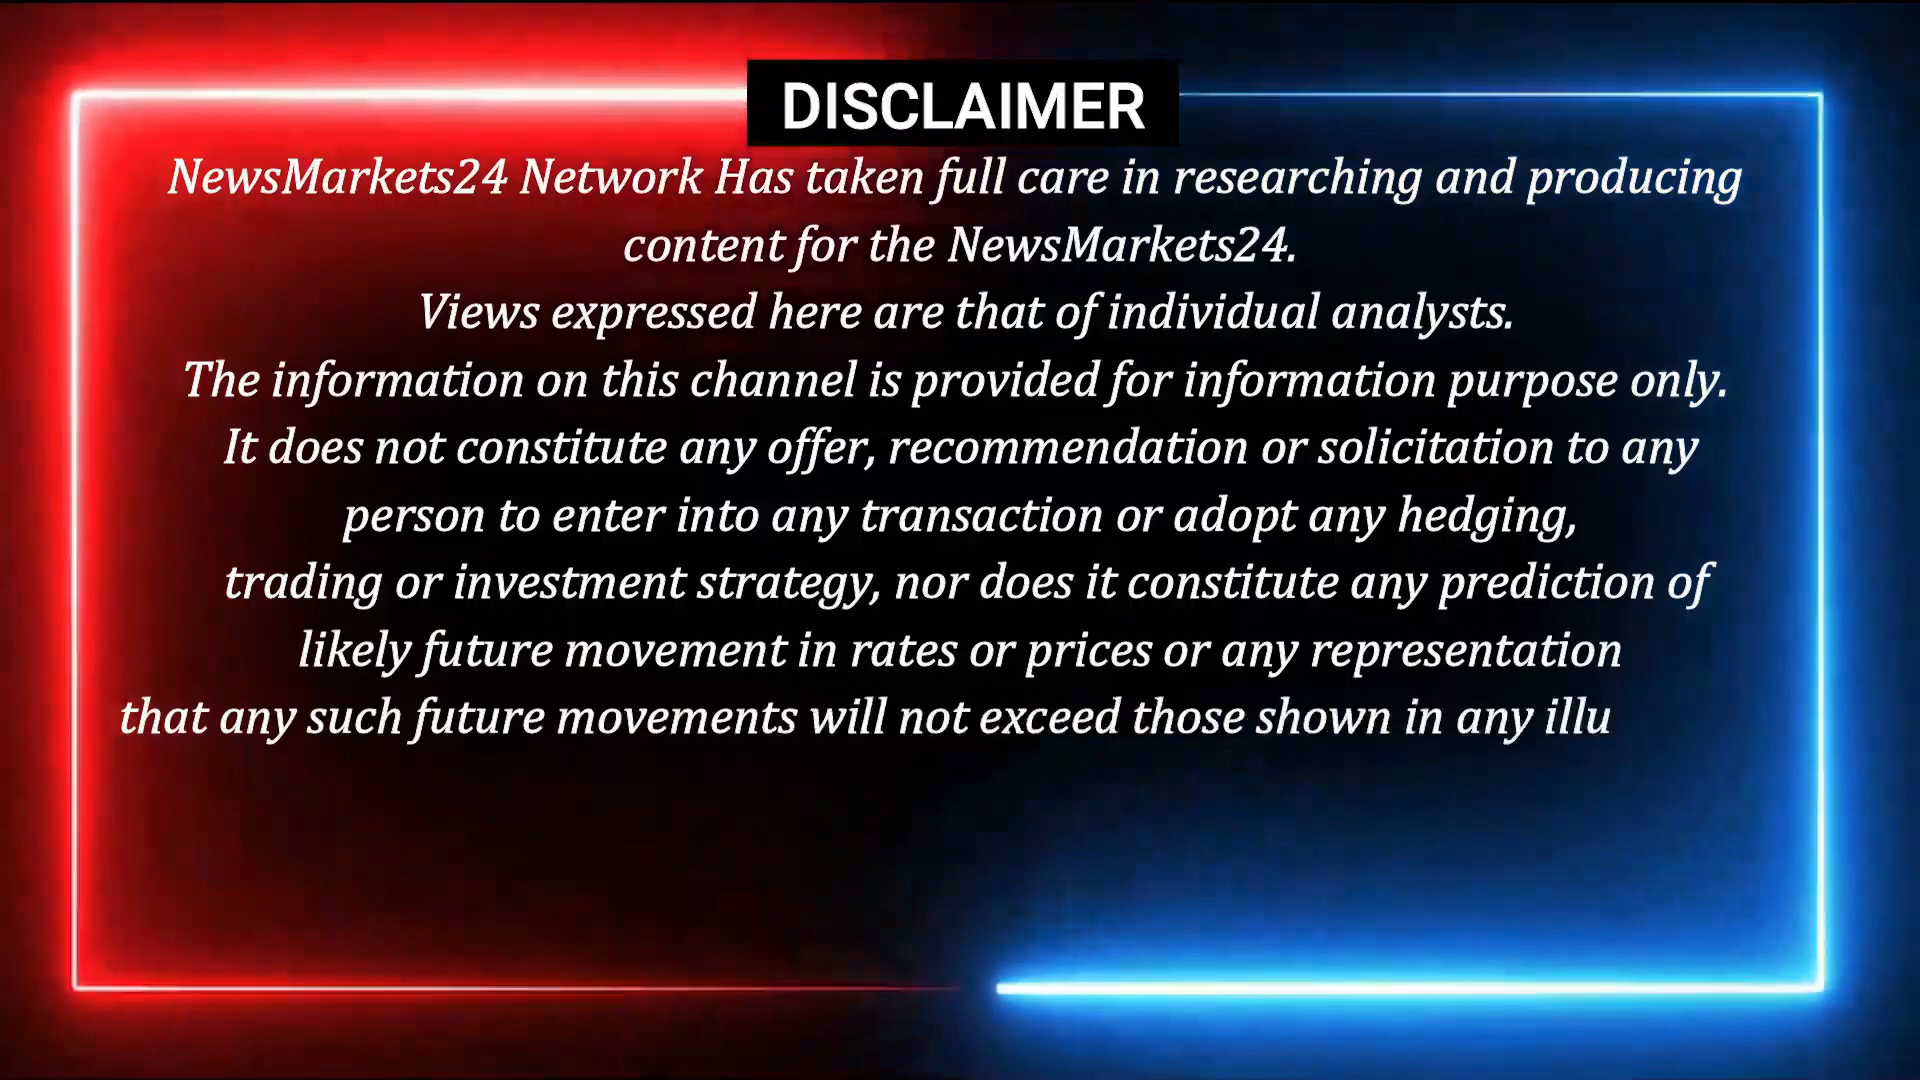 DISCLAIMER
NewsMarkets24 Network Has taken full care in researching and producing
content for the NewsMarkets24.
Views expressed here are that of individual analysts.
The information on this channel is provided for information purpose only.
It does not constitute any offer, recommendation or solicitation to any
person to enter into any transaction or adopt any hedging,
trading or investment strategy, nor does it constitute any prediction of
likely future movement in rates or prices or any representation
that any such future movements will not exceed those shown in any illu